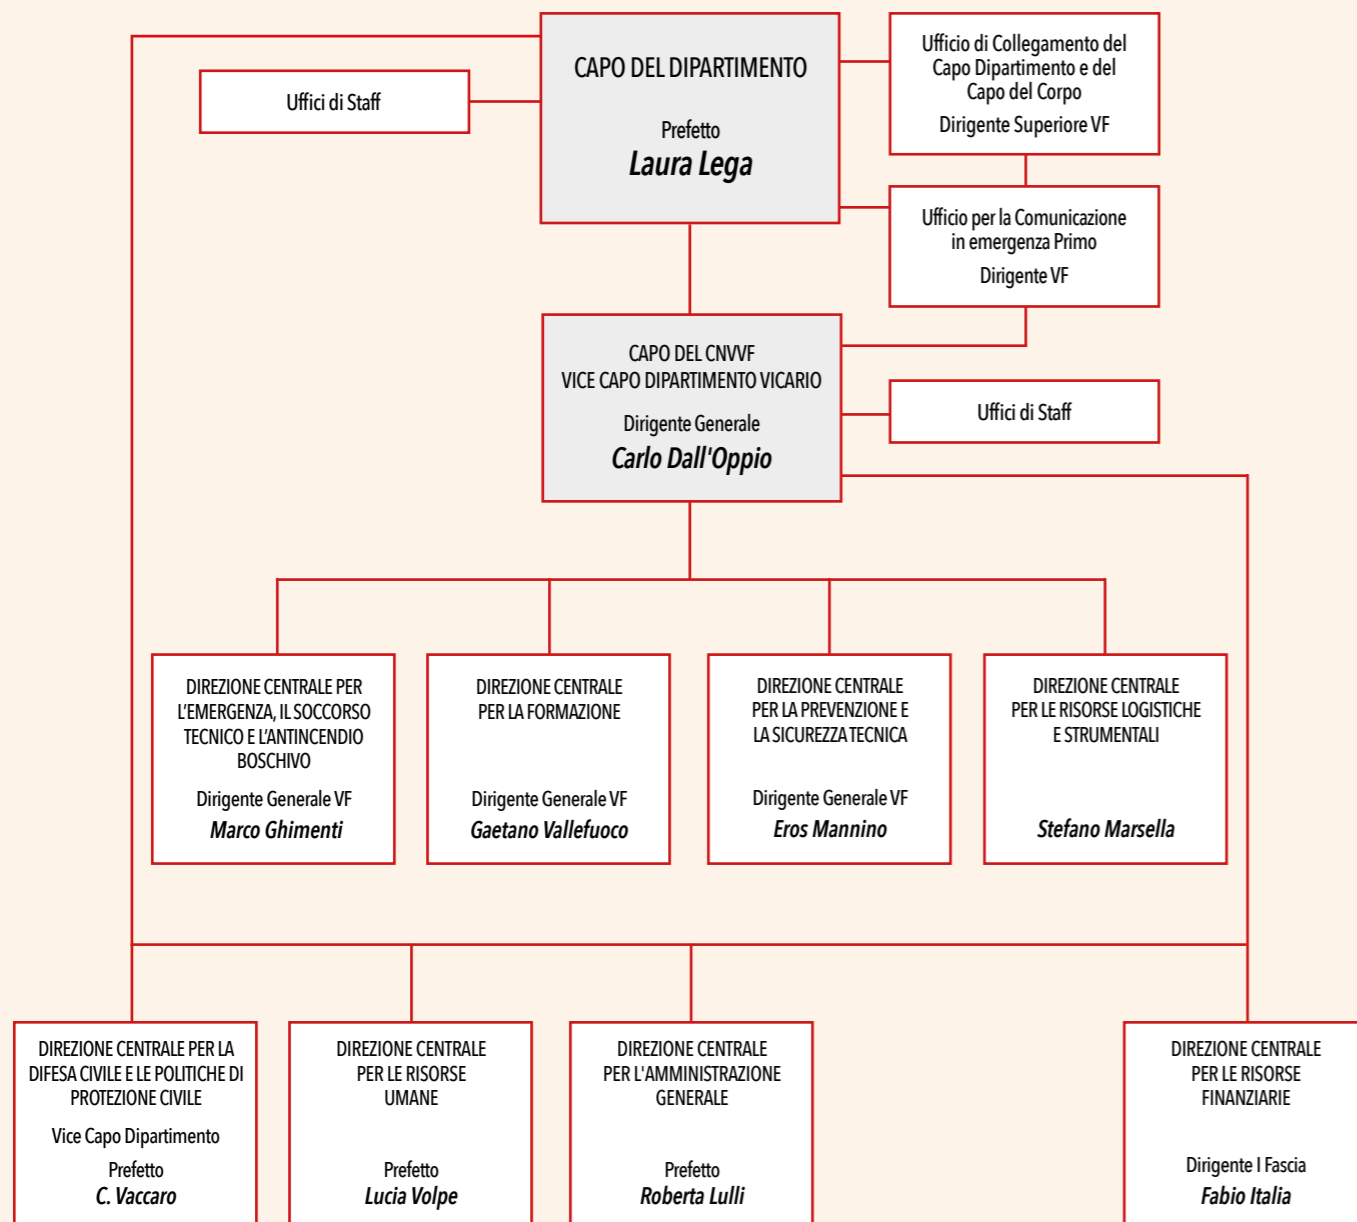 CAPO DEL DIPARTIMENTO
Prefetto
Laura Lega
Uffici di Staff
Ufficio di Collegamento del
Capo Dipartimento e del
Capo del Corpo
Dirigente Superiore VF
Ufficio per la Comunicazione
in emergenza Primo
Dirigente VF
CAPO DEL CNVVF
VICE CAPO DIPARTIMENTO VICARIO
Dirigente Generale
Carlo Dall'Oppio
Uffici di Staff
DIREZIONE CENTRALE PER
L’EMERGENZA, IL SOCCORSO
TECNICO E L’ANTINCENDIO
BOSCHIVO
Dirigente Generale VF
Marco Ghimenti
DIREZIONE CENTRALE
PER LA FORMAZIONE
Dirigente Generale VF
Gaetano Vallefuoco
DIREZIONE CENTRALE
PER LA PREVENZIONE E
LA SICUREZZA TECNICA
Dirigente Generale VF
Eros Mannino
DIREZIONE CENTRALE
PER LE RISORSE LOGISTICHE
E STRUMENTALI
Stefano Marsella
DIREZIONE CENTRALE PER LA
DIFESA CIVILE E LE POLITICHE DI
PROTEZIONE CIVILE
Vice Capo Dipartimento
Prefetto
C. Vaccaro
DIREZIONE CENTRALE
PER LE RISORSE
UMANE
Prefetto
Lucia Volpe
DIREZIONE CENTRALE
PER L'AMMINISTRAZIONE
GENERALE
Prefetto
Roberta Lulli
DIREZIONE CENTRALE
PER LE RISORSE
FINANZIARIE
Dirigente I Fascia
Fabio Italia